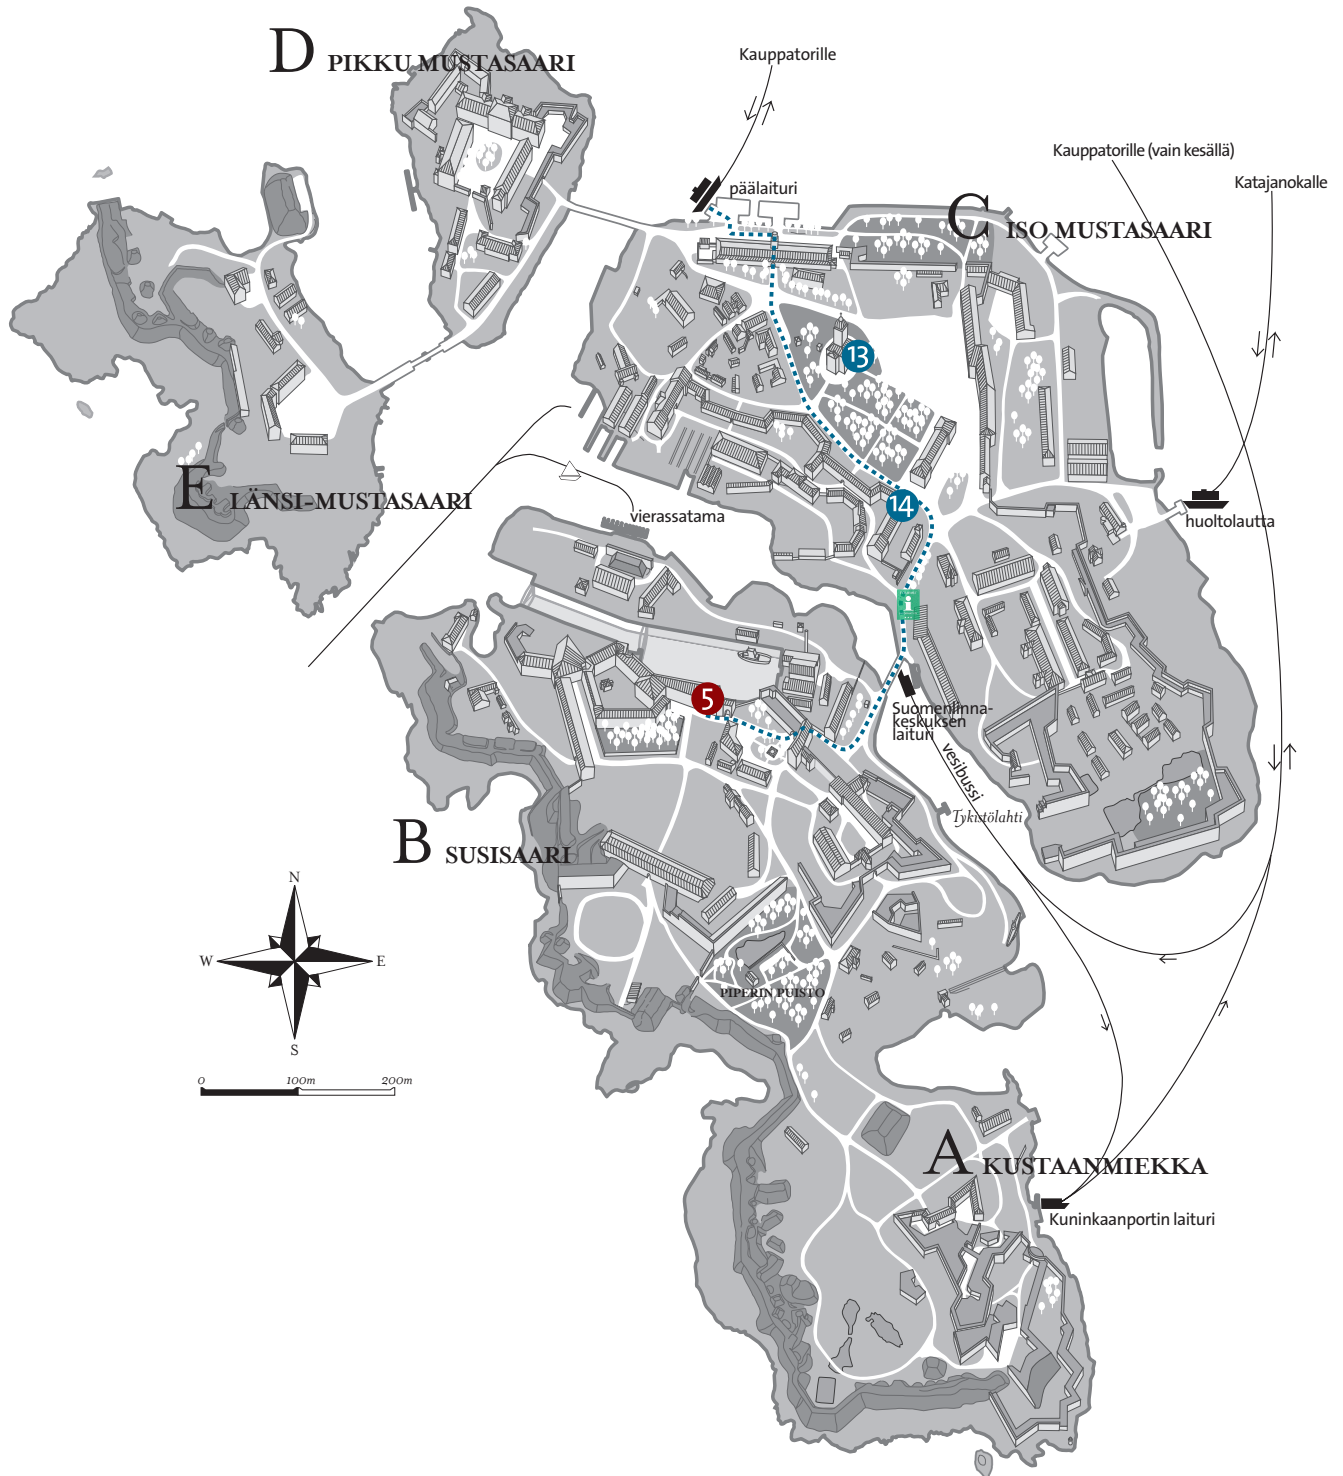 D PIKKU MUSTASAARI
Kauppatorille
Kauppatorille (vain kesällä)
Katajanokalle
päälaituri
C ISO MUSTASAARI
13
E LÄNSI-MUSTASAARI
vierassatama
14
huoltolautta
i
5
Suomenlinna-
keskuksen
laituri
vesibussi
Tykistölahti
B SUSISAARI
N
W
E
S
PIPERIN PUISTO
0 100m 200m
A KUSTAANMIEKKA
Kuninkaanportin laituri